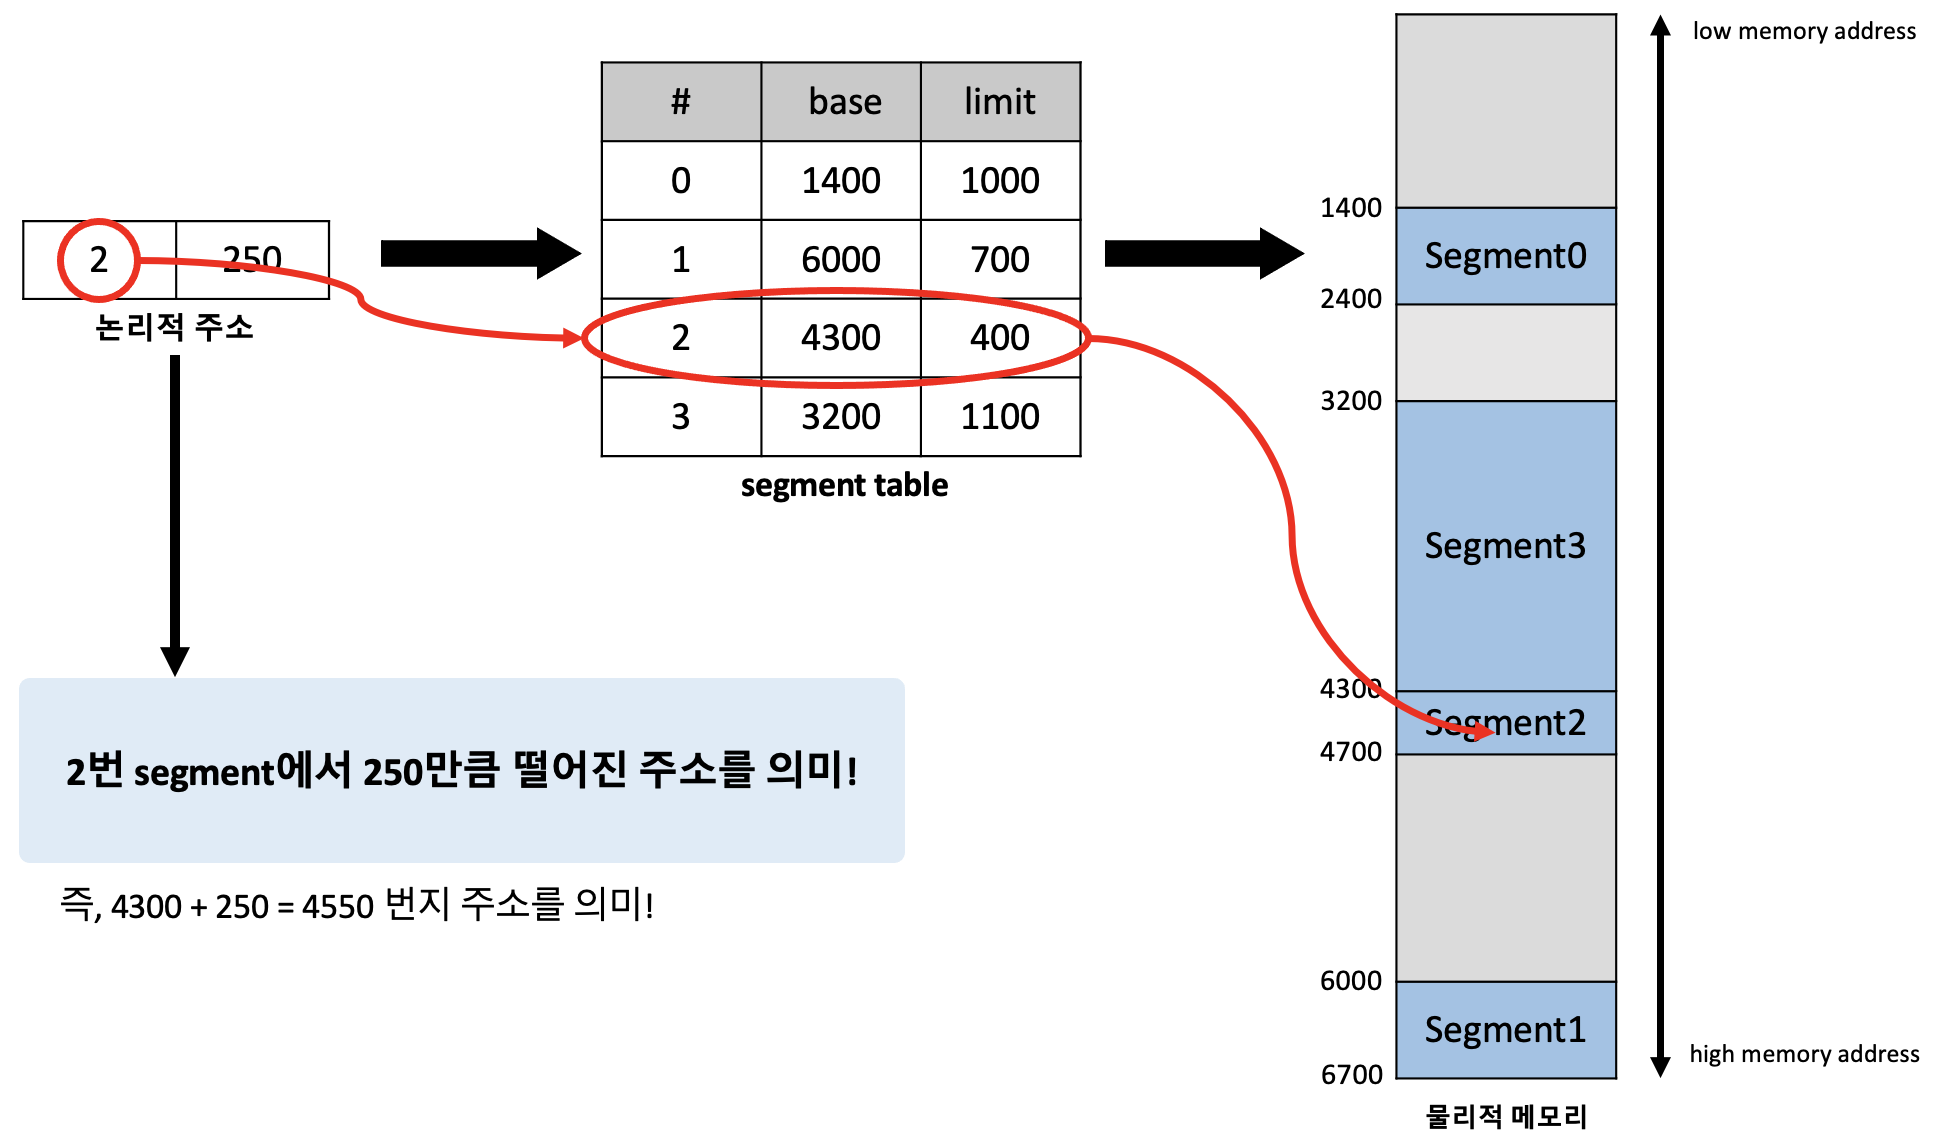 2 250
논리적 주소
2번 segment에서 250만큼 떨어진 주소를 의미!
즉, 4300 + 250 = 4550 번지 주소를 의미!
# base limit
0 1400 1000
1 6000 700
2 4300 400
3 3200 1100
segment table
low memory address
1400
Segment0
2400
3200
Segment3
4300
Segment2
4700
6000
Segment1
high memory address
6700
물리적 메모리